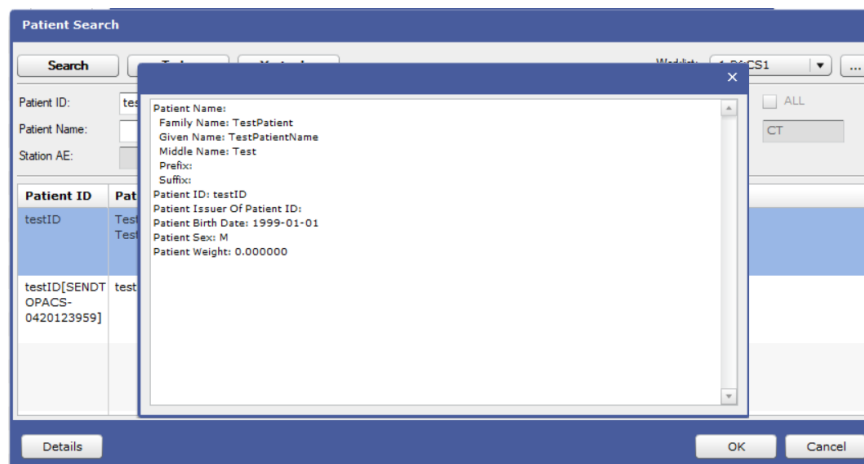 Patient Search
Search
PACS1
...
Patient ID:
ALL
Patient Name:
CT
Station AE:
Patient ID
testID
testID[SENDT
OPACS-
0420123959]
test
Patient Name:
Family Name: TestPatient
Given Name: TestPatientName
Middle Name: Test
Prefix:
Suffix:
Patient ID: testID
Patient Issuer Of Patient ID:
Patient Birth Date: 1999-01-01
Patient Sex: M
Patient Weight: 0.000000
Details
OK
Cancel